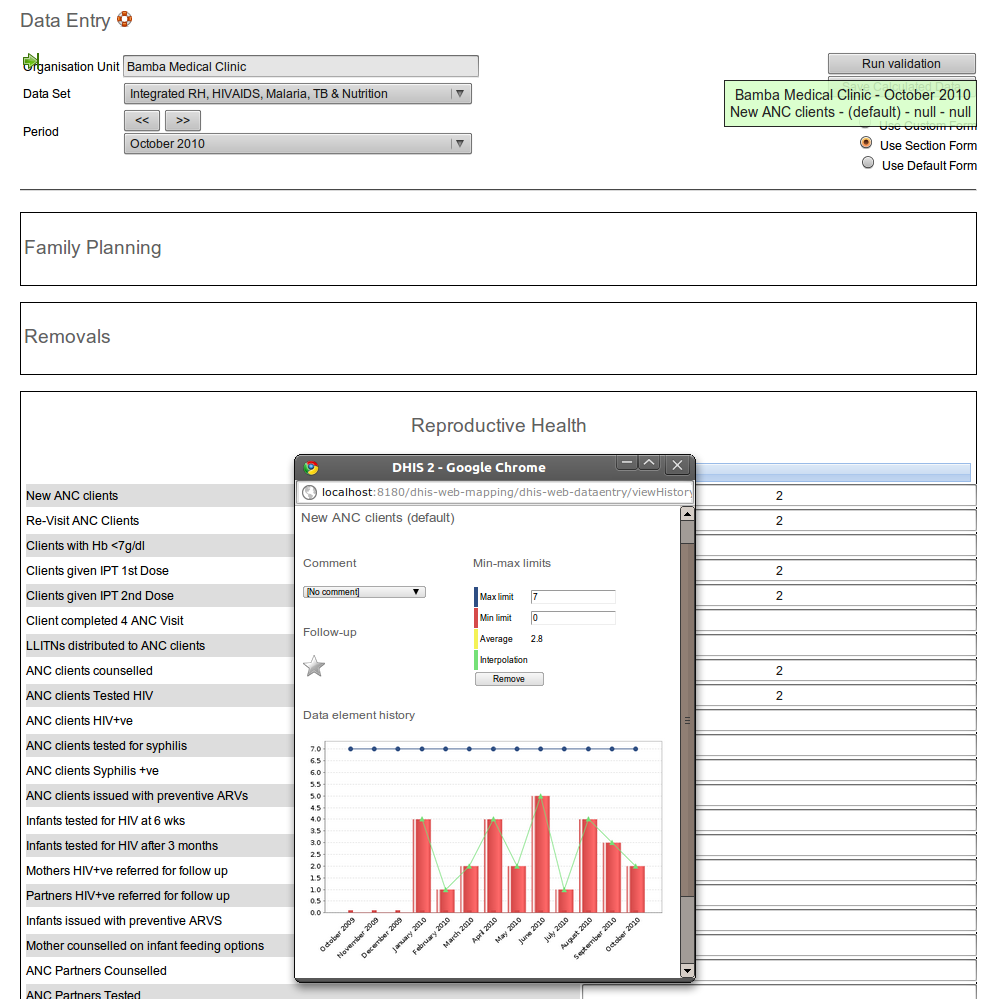 Data Entry
Organisation Unit Bamba Medical Clinic
Run validation
Data Set Integrated RH, HIVAIDS, Malaria, TB & Nutrition
Save Calculated Data
Bamba Medical Clinic - October 2010
New ANC clients - (default) - null - null
<< >>
Period
October 2010
Use Custom Form
Use Section Form
Use Default Form
Family Planning
Removals
Reproductive Health
New ANC clients 2
Re-Visit ANC Clients 2
Clients with Hb <7g/dl
Clients given IPT 1st Dose 2
Clients given IPT 2nd Dose 2
Client completed 4 ANC Visit
LLITNs distributed to ANC clients
ANC clients counselled 2
ANC clients Tested HIV 2
ANC clients HIV+ve
ANC clients tested for syphilis
ANC clients Syphilis +ve
ANC clients issued with preventive ARVs
Infants tested for HIV at 6 wks
Infants tested for HIV after 3 months
Mothers HIV+ve referred for follow up
Partners HIV+ve referred for follow up
Infants issued with preventive ARVS
Mother counselled on infant feeding options
ANC Partners Counselled
ANC Partners Tested
DHIS 2 - Google Chrome
localhost:8180/dhis-web-mapping/dhis-web-dataentry/viewHistory
New ANC clients (default)
Comment
[No comment]
Follow-up
Min-max limits
Max limit 7
Min limit 0
Average 2.8
Interpolation
Remove
Data element history
7.0
6.5
6.0
5.5
5.0
4.5
4.0
3.5
3.0
2.5
2.0
1.5
1.0
0.5
0.0
October 2009
November 2009
December 2009
January 2010
February 2010
March 2010
April 2010
May 2010
June 2010
July 2010
August 2010
September 2010
October 2010